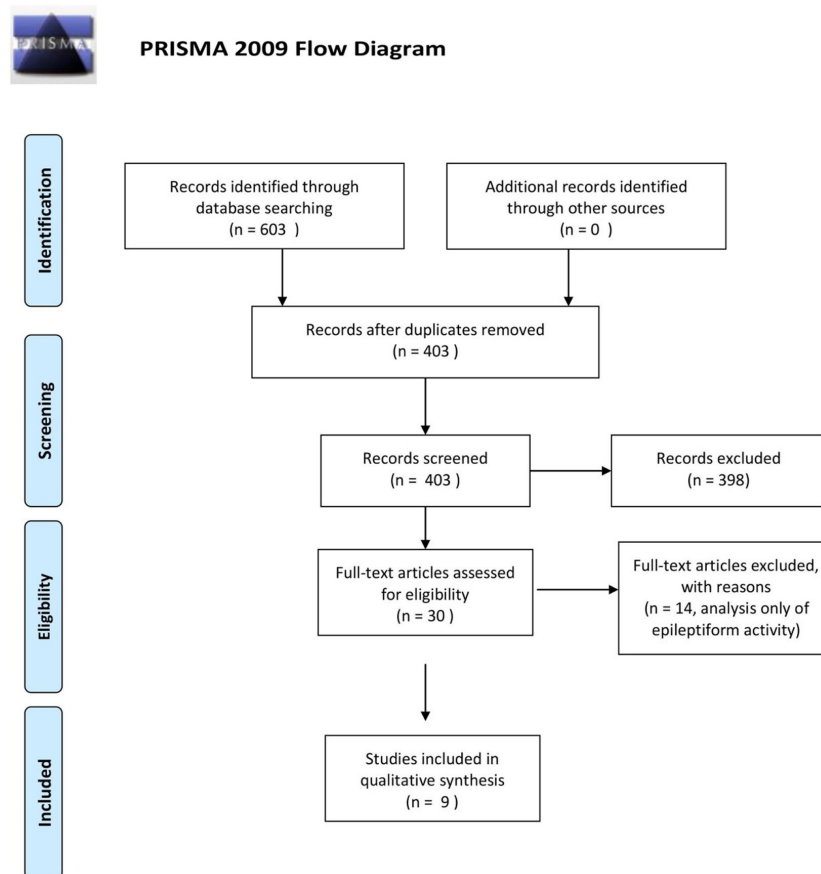 PRISMA
PRISMA 2009 Flow Diagram
Identification
Records identified through
database searching
(n = 603 )
Additional records identified
through other sources
(n = 0 )
Records after duplicates removed
(n = 403 )
Screening
Records screened
(n = 403 )
Records excluded
(n = 398)
Eligibility
Full-text articles assessed
for eligibility
(n = 30 )
Full-text articles excluded,
with reasons
(n = 14, analysis only of
epileptiform activity)
Included
Studies included in
qualitative synthesis
(n = 9 )